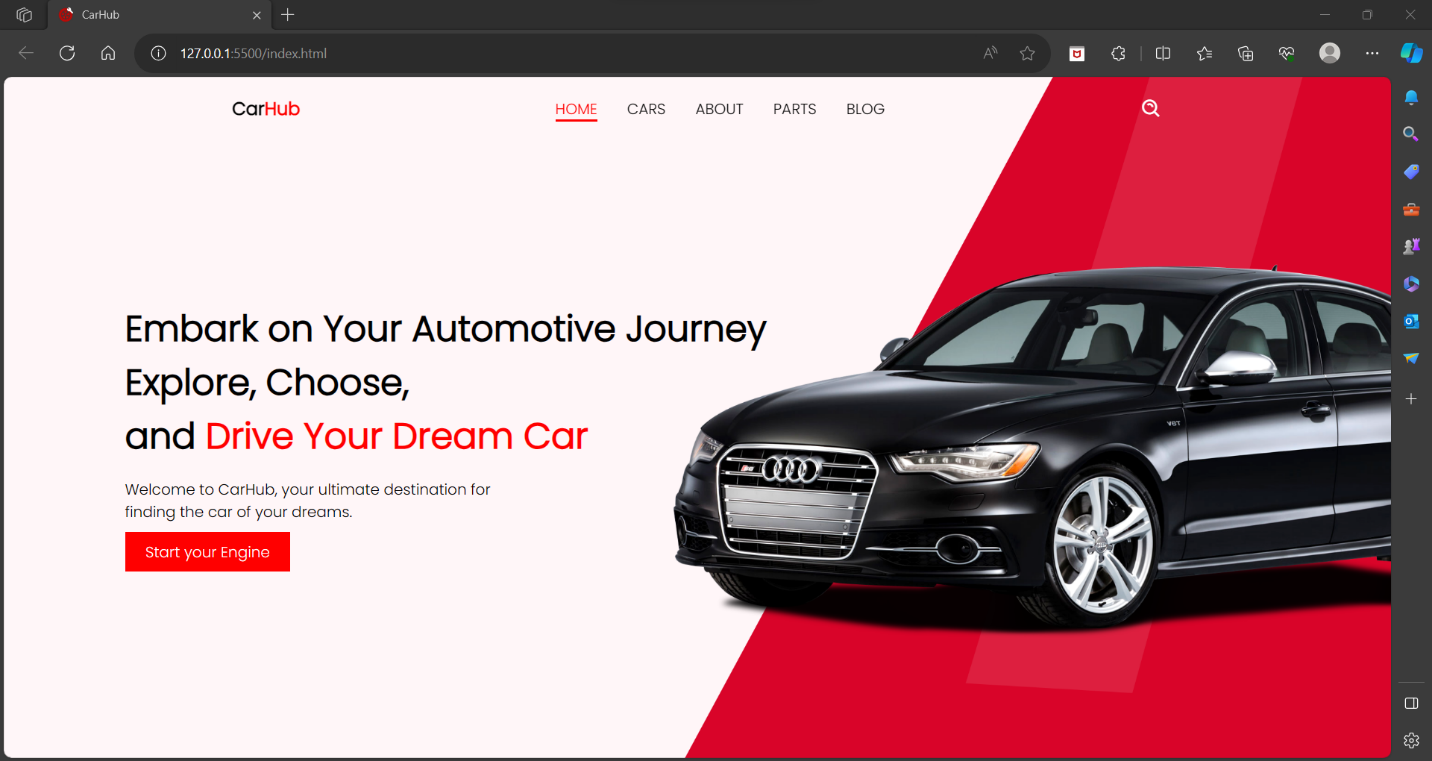 CarHub
127.0.0.1:5500/index.html
CarHub
HOME CARS ABOUT PARTS BLOG
Embark on Your Automotive Journey
Explore, Choose,
and Drive Your Dream Car
Welcome to CarHub, your ultimate destination for
finding the car of your dreams.
Start your Engine